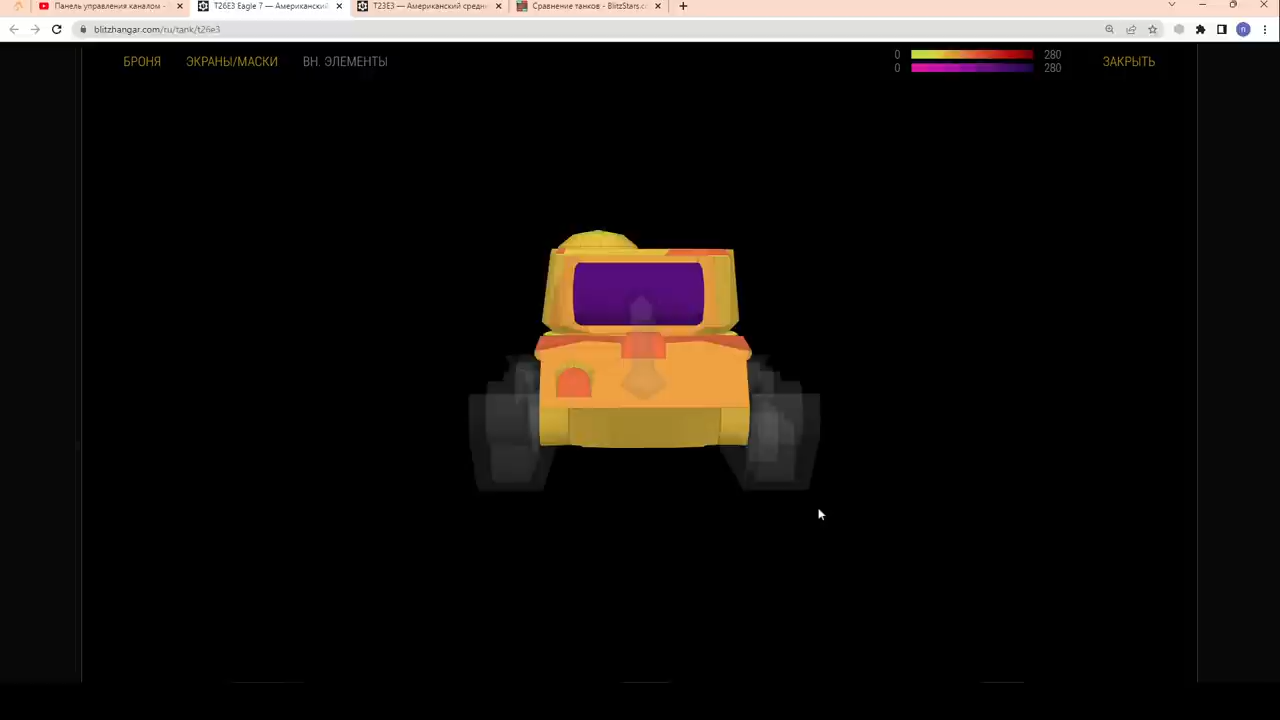 Панель управления каналом -
T26E3 Eagle 7 — Американский
T23E3 — Американский средн
Сравнение танков - BlitzStars.c
blitzhangar.com/ru/tank/t26e3
n
БРОНЯ ЭКРАНЫ/МАСКИ ВН. ЭЛЕМЕНТЫ
0 280
0 280
ЗАКРЫТЬ